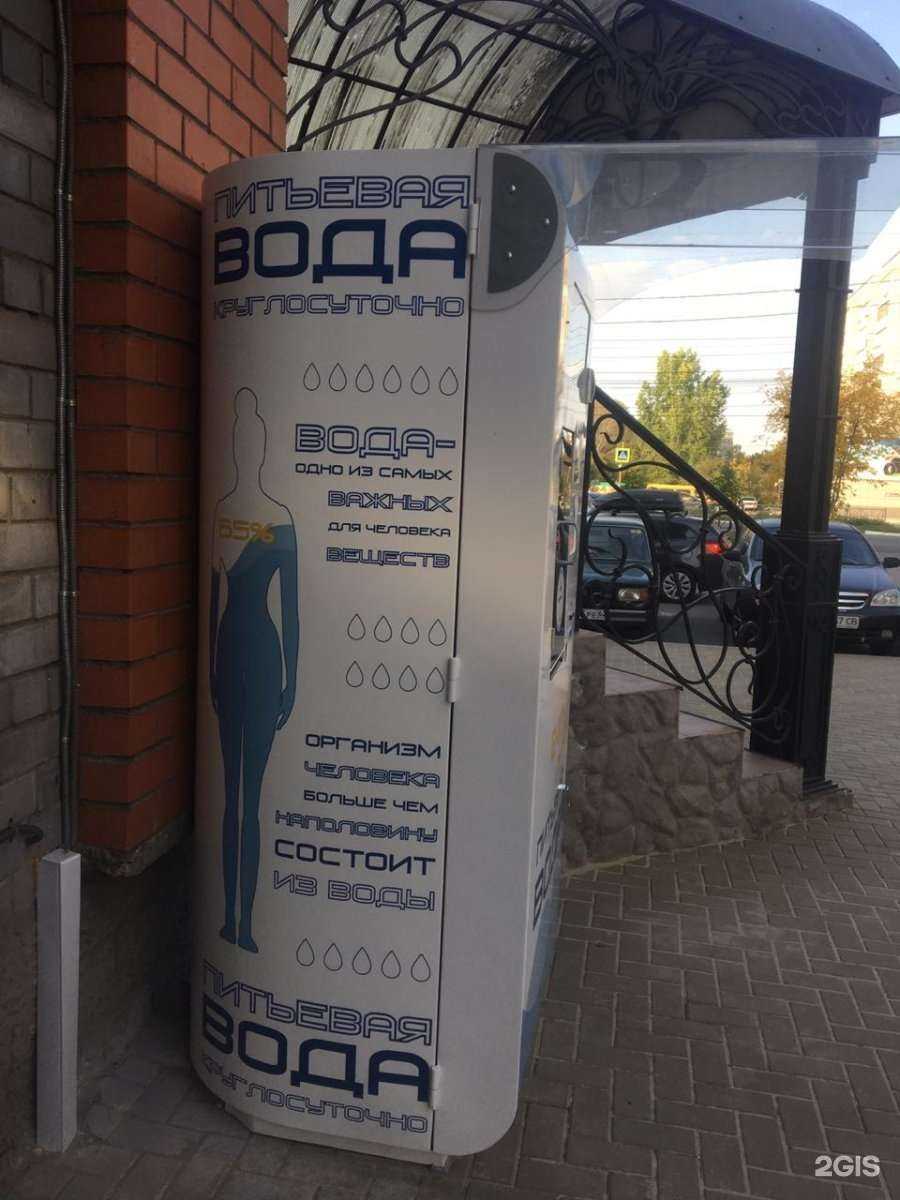 ПИТЬЕВАЯ
ВОДА
КРУГЛОСУТОЧНО
ВОДА-
ОДНО ИЗ САМЫХ
ВАЖНЫХ
ДЛЯ ЧЕЛОВЕКА
ВЕЩЕСТВ
65%
ОРГАНИЗМ
ЧЕЛОВЕКА
БОЛЬШЕ ЧЕМ
НАПОЛОВИНУ
СОСТОИТ
ИЗ ВОДЫ
ПИТЬЕВАЯ
ВОДА
КРУГЛОСУТОЧНО
2GIS